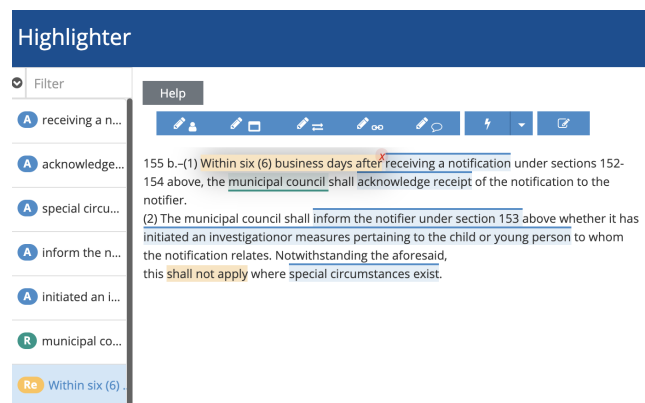 Highlighter
Filter
Help
A receiving a n...
A acknowledge...
A special circu...
A inform the n...
A initiated an i...
R municipal co...
Re Within six (6) .
155 b.–(1) Within six (6) business days after x receiving a notification under sections 152-
154 above, the municipal council shall acknowledge receipt of the notification to the
notifier.
(2) The municipal council shall inform the notifier under section 153 above whether it has
initiated an investigationor measures pertaining to the child or young person to whom
the notification relates. Notwithstanding the aforesaid,
this shall not apply where special circumstances exist.